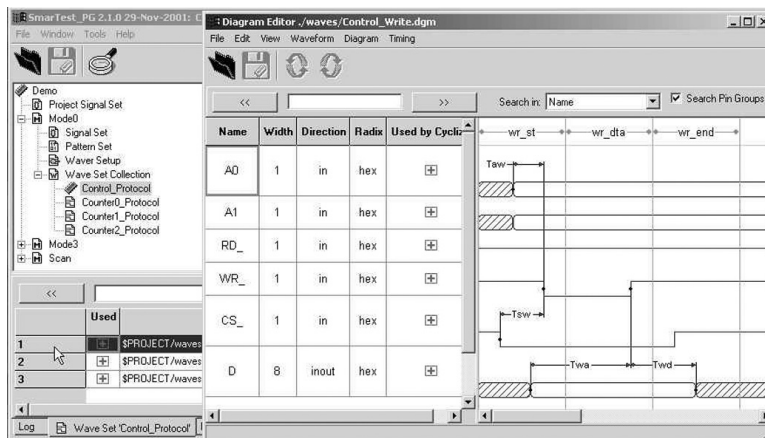 SmarTest_PG 2.1.0 29-Nov-2001: C
File Window Tools Help
Demo
Project Signal Set
Mode0
Signal Set
Pattern Set
Waver Setup
Wave Set Collection
Control_Protocol
Counter0_Protocol
Counter1_Protocol
Counter2_Protocol
Mode3
Scan
<<
Used
1 $PROJECT/waves
2 $PROJECT/waves
3 $PROJECT/waves
Log Wave Set 'Control_Protocol'
Diagram Editor ./waves/Control_Write.dgm
File Edit View Waveform Diagram Timing
<< >> Search in: Name Search Pin Groups
Name Width Direction Radix Used by Cycliz
wr_st wr_dta wr_end
A0 1 in hex
Taw
A1 1 in hex
RD_ 1 in hex
WR_ 1 in hex
CS_ 1 in hex
Tsw
D 8 inout hex
Twa Twd